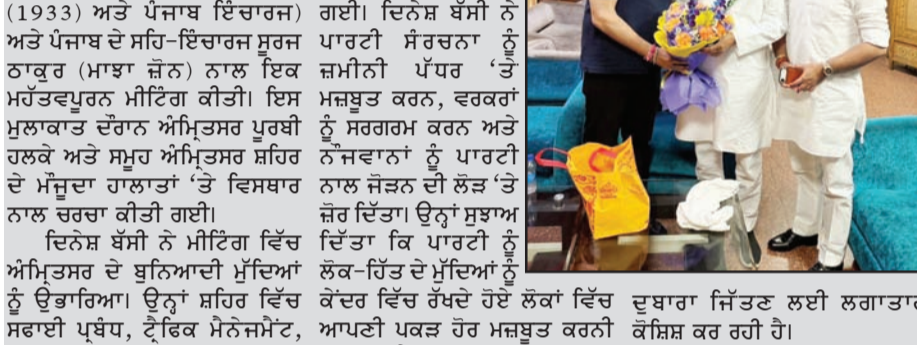 (1933) ਅਤੇ ਪੰਜਾਬ ਇੰਚਾਰਜ)
ਅਤੇ ਪੰਜਾਬ ਦੇ ਸਹਿ-ਇੰਚਾਰਜ ਸੂਰਜ
ਠਾਕੁਰ (ਮਾਝਾ ਜ਼ੋਨ) ਨਾਲ ਇਕ
ਮਹੱਤਵਪੂਰਨ ਮੀਟਿੰਗ ਕੀਤੀ। ਇਸ
ਮੁਲਾਕਾਤ ਦੌਰਾਨ ਅੰਮ੍ਰਿਤਸਰ ਪੂਰਬੀ
ਹਲਕੇ ਅਤੇ ਸਮੂਹ ਅੰਮ੍ਰਿਤਸਰ ਸ਼ਹਿਰ
ਦੇ ਮੌਜੂਦਾ ਹਾਲਾਤਾਂ ‘ਤੇ ਵਿਸਥਾਰ
ਨਾਲ ਚਰਚਾ ਕੀਤੀ ਗਈ।
ਦਿਨੇਸ਼ ਬੱਸੀ ਨੇ ਮੀਟਿੰਗ ਵਿੱਚ
ਅੰਮ੍ਰਿਤਸਰ ਦੇ ਬੁਨਿਆਦੀ ਮੁੱਦਿਆਂ
ਨੂੰ ਉਭਾਰਿਆ। ਉਨ੍ਹਾਂ ਸ਼ਹਿਰ ਵਿੱਚ
ਸਫਾਈ ਪ੍ਰਬੰਧ, ਟ੍ਰੈਫਿਕ ਮੈਨੇਜਮੈਂਟ,
ਗਈ। ਦਿਨੇਸ਼ ਬੱਸੀ ਨੇ
ਪਾਰਟੀ ਸੰਰਚਨਾ ਨੂੰ
ਜ਼ਮੀਨੀ ਪੱਧਰ ‘ਤੇ
ਮਜ਼ਬੂਤ ਕਰਨ, ਵਰਕਰਾਂ
ਨੂੰ ਸਰਗਰਮ ਕਰਨ ਅਤੇ
ਨੌਜਵਾਨਾਂ ਨੂੰ ਪਾਰਟੀ
ਨਾਲ ਜੋੜਨ ਦੀ ਲੋੜ ‘ਤੇ
ਜ਼ੋਰ ਦਿੱਤਾ। ਉਨ੍ਹਾਂ ਸੁਝਾਅ
ਦਿੱਤਾ ਕਿ ਪਾਰਟੀ ਨੂੰ
ਲੋਕ-ਹਿੱਤ ਦੇ ਮੁੱਦਿਆਂ ਨੂੰ
ਕੇਂਦਰ ਵਿੱਚ ਰੱਖਦੇ ਹੋਏ ਲੋਕਾਂ ਵਿੱਚ
ਆਪਣੀ ਪਕੜ ਹੋਰ ਮਜ਼ਬੂਤ ਕਰਨੀ
ਦੁਬਾਰਾ ਜਿੱਤਣ ਲਈ ਲਗਾਤਾਰ
ਕੋਸ਼ਿਸ਼ ਕਰ ਰਹੀ ਹੈ।